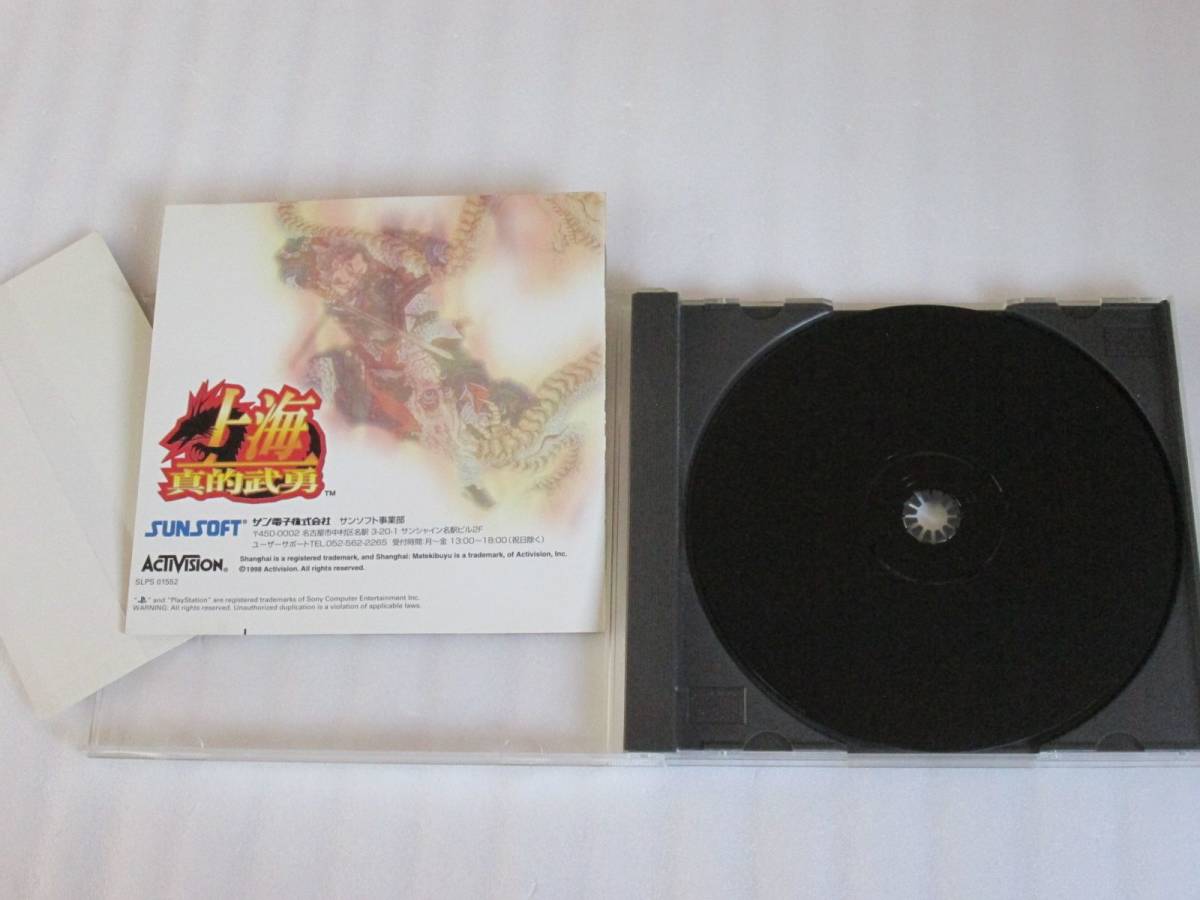 上海
真的武勇™
SUNSOFT® サン電子株式会社 サンソフト事業部
〒450-0002 名古屋市中村区名駅 3-20-1 サンシャイン名駅ビル2F
ユーザーサポートTEL.052-562-2265 受付時間:月〜金 13:00〜18:00(祝日除く)
ACTIVISION® Shanghai is a registered trademark, and Shanghai: Matekibuyu is a trademark, of Activision, Inc.
©1998 Activision. All rights reserved.
SLPS 01552
" " and "PlayStation" are registered trademarks of Sony Computer Entertainment Inc.
WARNING: All rights reserved. Unauthorized duplication is a violation of applicable laws.